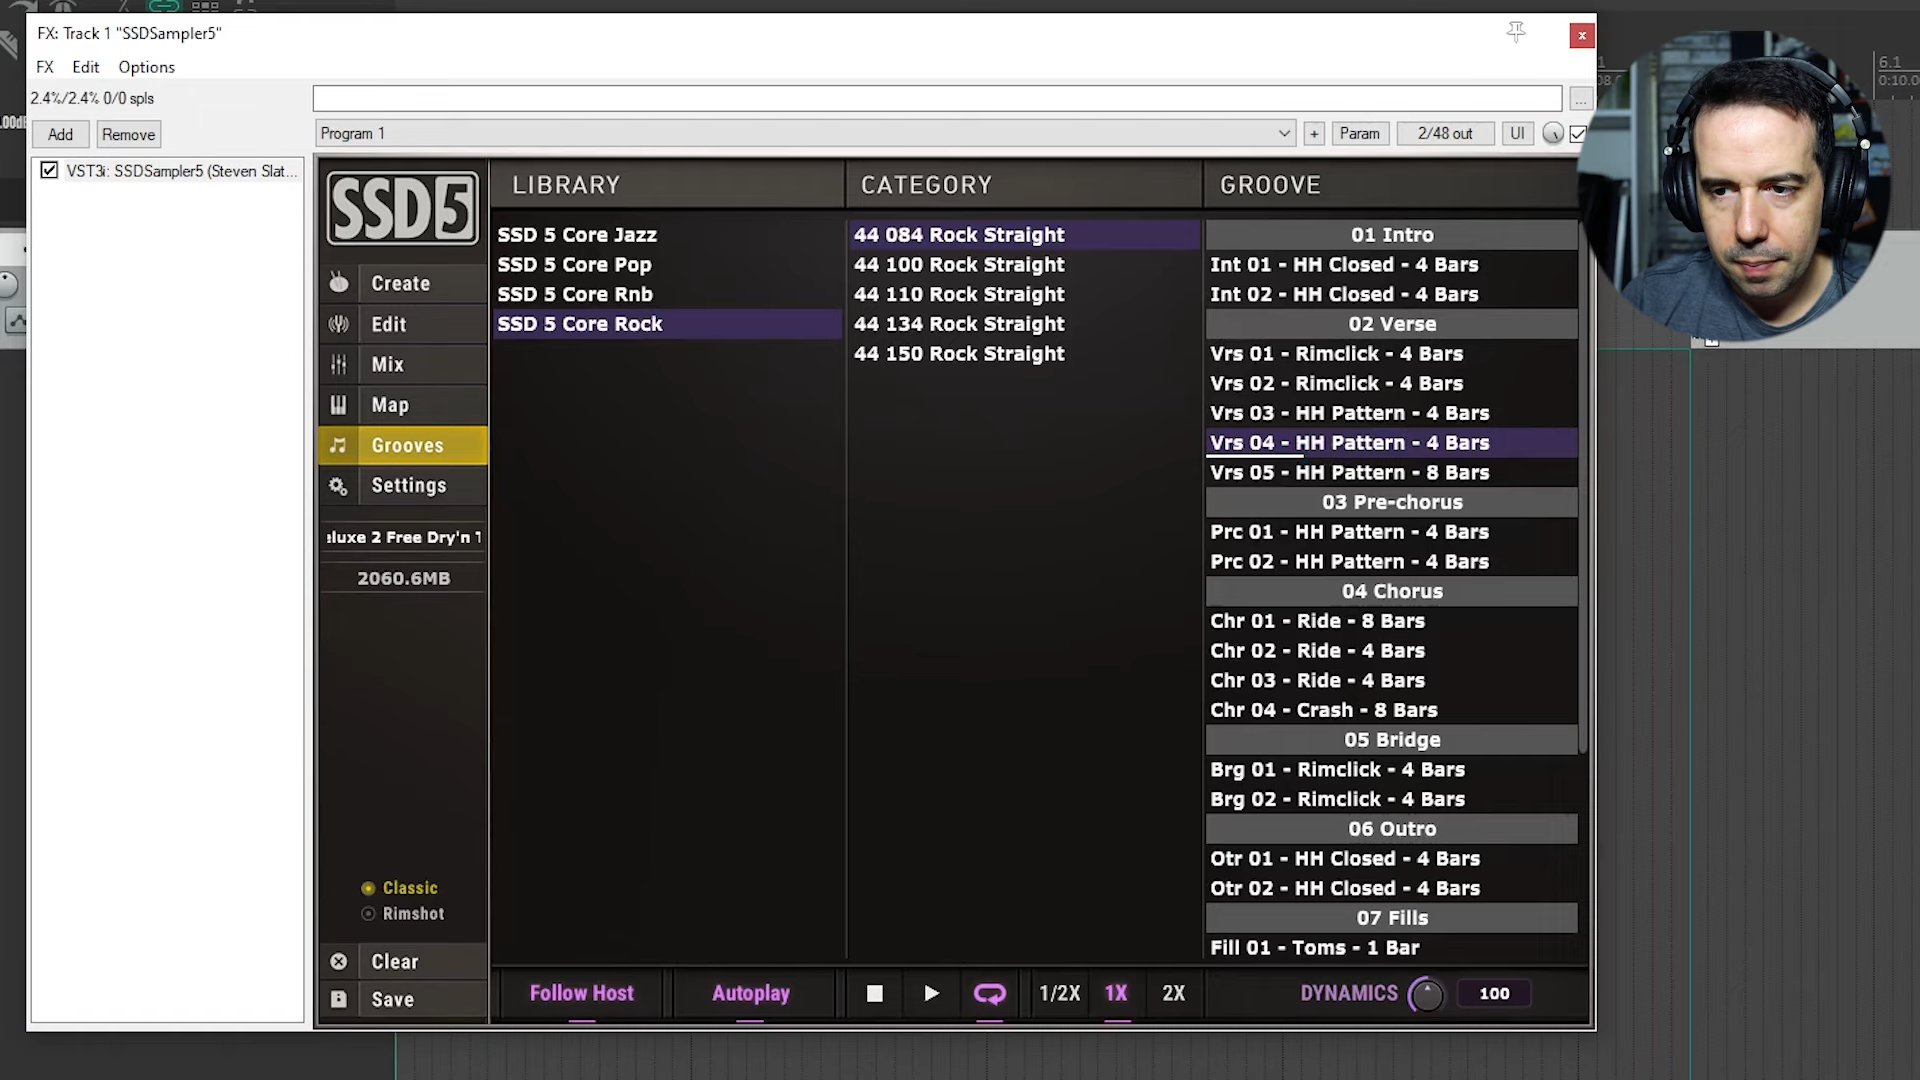 FX: Track 1 "SSDSampler5"
x
FX Edit Options
2.4%/2.4% 0/0 spls
...
Add Remove
Program 1
+ Param 2/48 out UI
VST3i: SSDSampler5 (Steven Slat...
SSD5
Create
Edit
Mix
Map
Grooves
Settings
eluxe 2 Free Dry'n T
2060.6MB
Classic
Rimshot
Clear
Save
LIBRARY
SSD 5 Core Jazz
SSD 5 Core Pop
SSD 5 Core Rnb
SSD 5 Core Rock
CATEGORY
44 084 Rock Straight
44 100 Rock Straight
44 110 Rock Straight
44 134 Rock Straight
44 150 Rock Straight
GROOVE
01 Intro
Int 01 - HH Closed - 4 Bars
Int 02 - HH Closed - 4 Bars
02 Verse
Vrs 01 - Rimclick - 4 Bars
Vrs 02 - Rimclick - 4 Bars
Vrs 03 - HH Pattern - 4 Bars
Vrs 04 - HH Pattern - 4 Bars
Vrs 05 - HH Pattern - 8 Bars
03 Pre-chorus
Prc 01 - HH Pattern - 4 Bars
Prc 02 - HH Pattern - 4 Bars
04 Chorus
Chr 01 - Ride - 8 Bars
Chr 02 - Ride - 4 Bars
Chr 03 - Ride - 4 Bars
Chr 04 - Crash - 8 Bars
05 Bridge
Brg 01 - Rimclick - 4 Bars
Brg 02 - Rimclick - 4 Bars
06 Outro
Otr 01 - HH Closed - 4 Bars
Otr 02 - HH Closed - 4 Bars
07 Fills
Fill 01 - Toms - 1 Bar
Follow Host Autoplay 1/2X 1X 2X DYNAMICS 100
6.1
0:10.0
.00dB